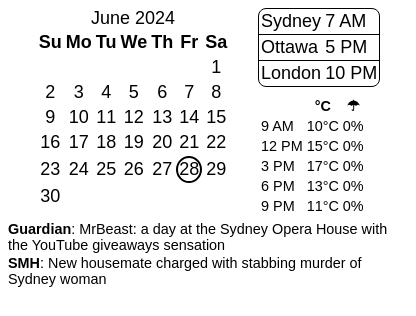 June 2024
Su Mo Tu We Th Fr Sa
1
2 3 4 5 6 7 8
9 10 11 12 13 14 15
16 17 18 19 20 21 22
23 24 25 26 27 28 29
30
Sydney 7 AM
Ottawa 5 PM
London 10 PM
°C ☂
9 AM 10°C 0%
12 PM 15°C 0%
3 PM 17°C 0%
6 PM 13°C 0%
9 PM 11°C 0%
Guardian: MrBeast: a day at the Sydney Opera House with
the YouTube giveaways sensation
SMH: New housemate charged with stabbing murder of
Sydney woman